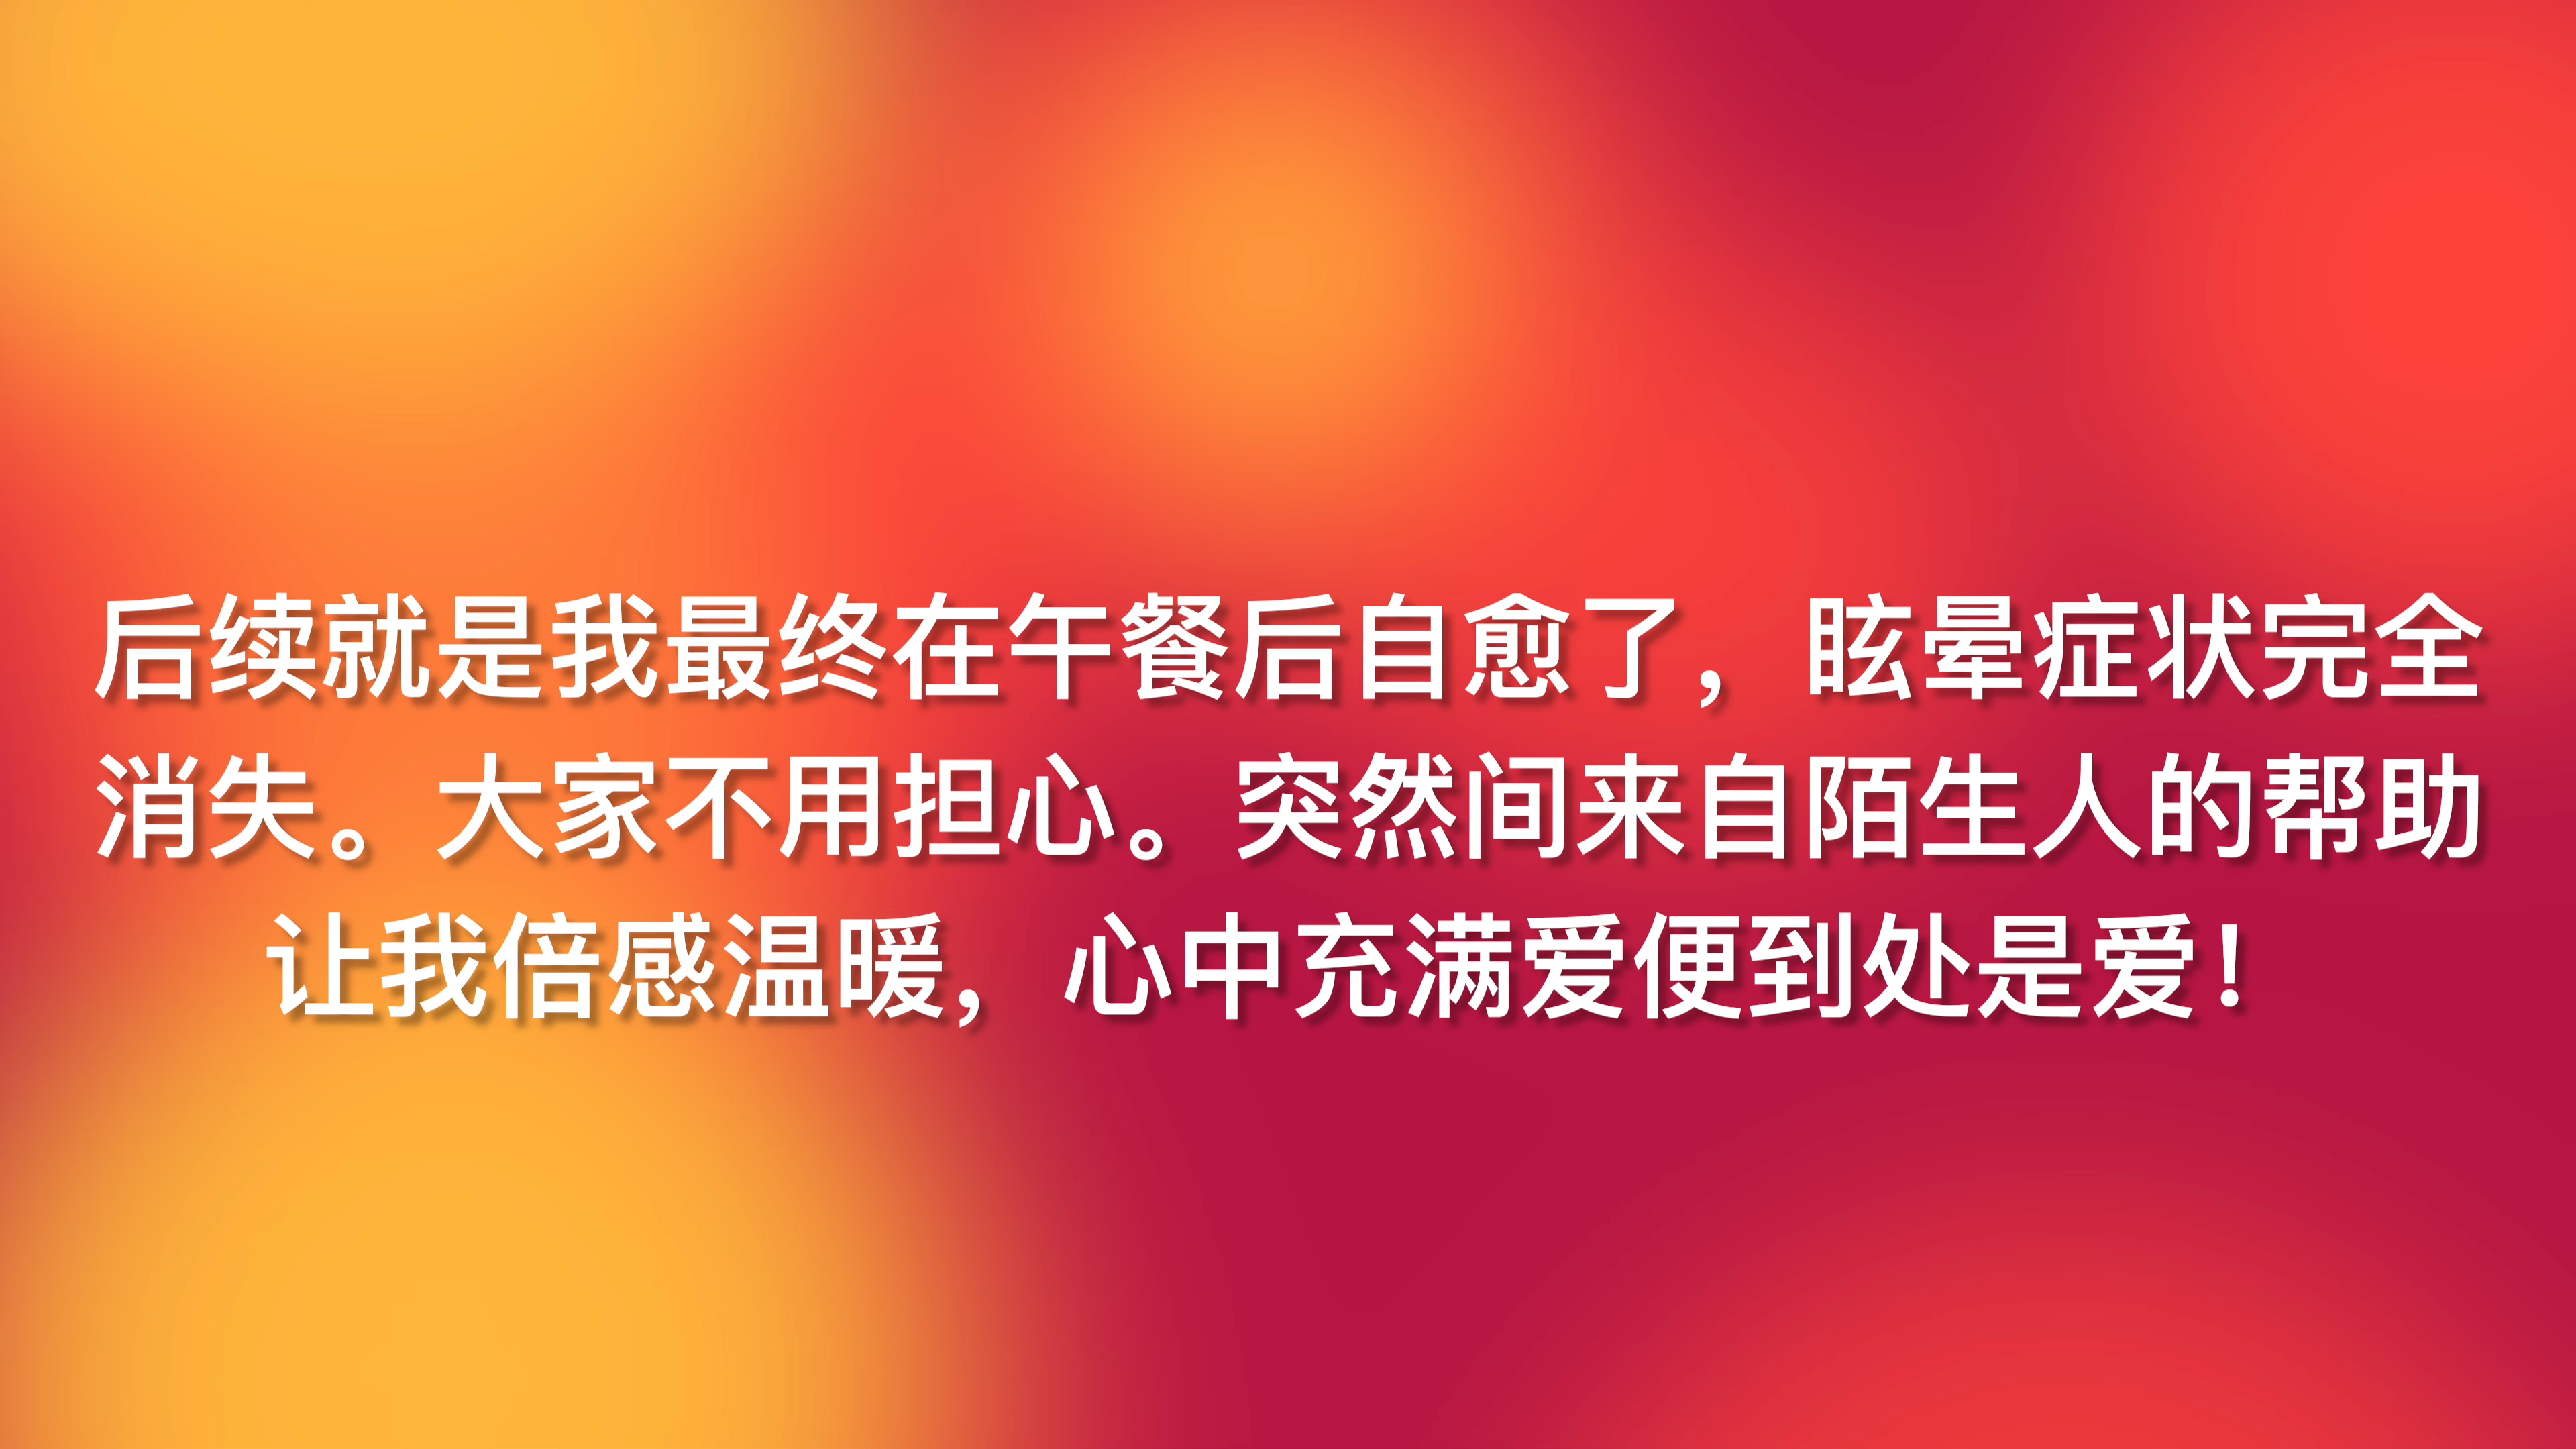 后续就是我最终在午餐后自愈了，眩晕症状完全
消失。大家不用担心。突然间来自陌生人的帮助
让我倍感温暖，心中充满爱便到处是爱！